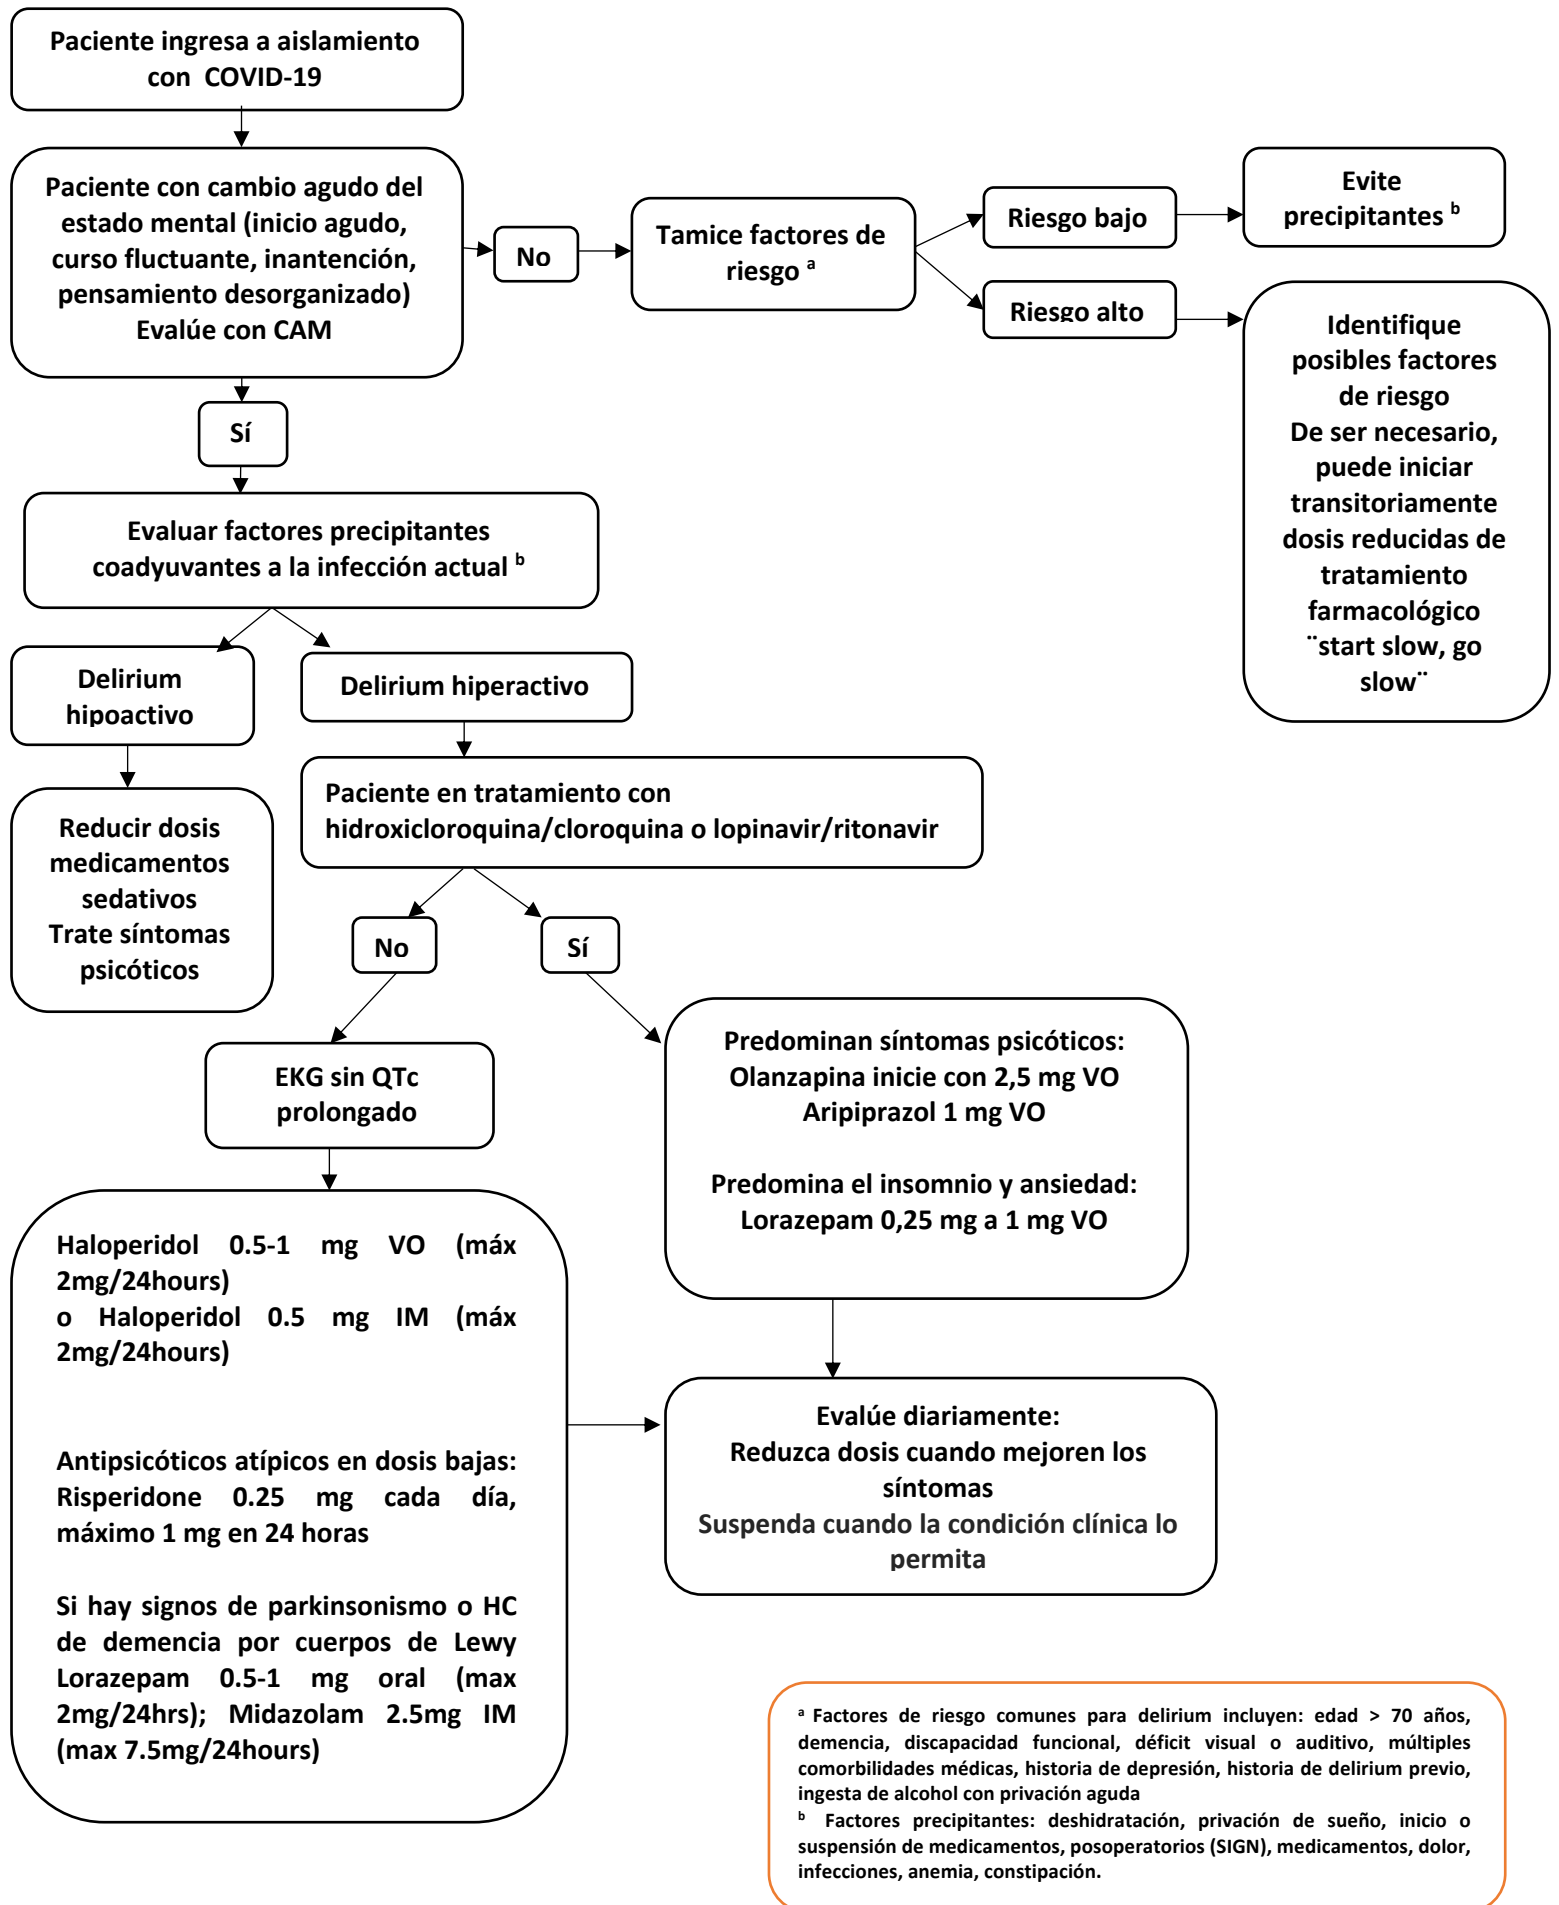 Paciente ingresa a aislamiento
con COVID-19
Paciente con cambio agudo del
estado mental (inicio agudo,
curso fluctuante, inantención,
pensamiento desorganizado)
Evalúe con CAM
No
Tamice factores de
riesgo ᵃ
Riesgo bajo
Evite
precipitantes ᵇ
Riesgo alto
Identifique
posibles factores
de riesgo
De ser necesario,
puede iniciar
transitoriamente
dosis reducidas de
tratamiento
farmacológico
¨start slow, go
slow¨
Sí
Evaluar factores precipitantes
coadyuvantes a la infección actual ᵇ
Delirium
hipoactivo
Delirium hiperactivo
Reducir dosis
medicamentos
sedativos
Trate síntomas
psicóticos
Paciente en tratamiento con
hidroxicloroquina/cloroquina o lopinavir/ritonavir
No
Sí
EKG sin QTc
prolongado
Predominan síntomas psicóticos:
Olanzapina inicie con 2,5 mg VO
Aripiprazol 1 mg VO
Predomina el insomnio y ansiedad:
Lorazepam 0,25 mg a 1 mg VO
Haloperidol 0.5-1 mg VO (máx
2mg/24hours)
o Haloperidol 0.5 mg IM (máx
2mg/24hours)
Antipsicóticos atípicos en dosis bajas:
Risperidone 0.25 mg cada día,
máximo 1 mg en 24 horas
Si hay signos de parkinsonismo o HC
de demencia por cuerpos de Lewy
Lorazepam 0.5-1 mg oral (max
2mg/24hrs); Midazolam 2.5mg IM
(max 7.5mg/24hours)
Evalúe diariamente:
Reduzca dosis cuando mejoren los
síntomas
Suspenda cuando la condición clínica lo
permita
ᵃ Factores de riesgo comunes para delirium incluyen: edad > 70 años,
demencia, discapacidad funcional, déficit visual o auditivo, múltiples
comorbilidades médicas, historia de depresión, historia de delirium previo,
ingesta de alcohol con privación aguda
ᵇ Factores precipitantes: deshidratación, privación de sueño, inicio o
suspensión de medicamentos, posoperatorios (SIGN), medicamentos, dolor,
infecciones, anemia, constipación.